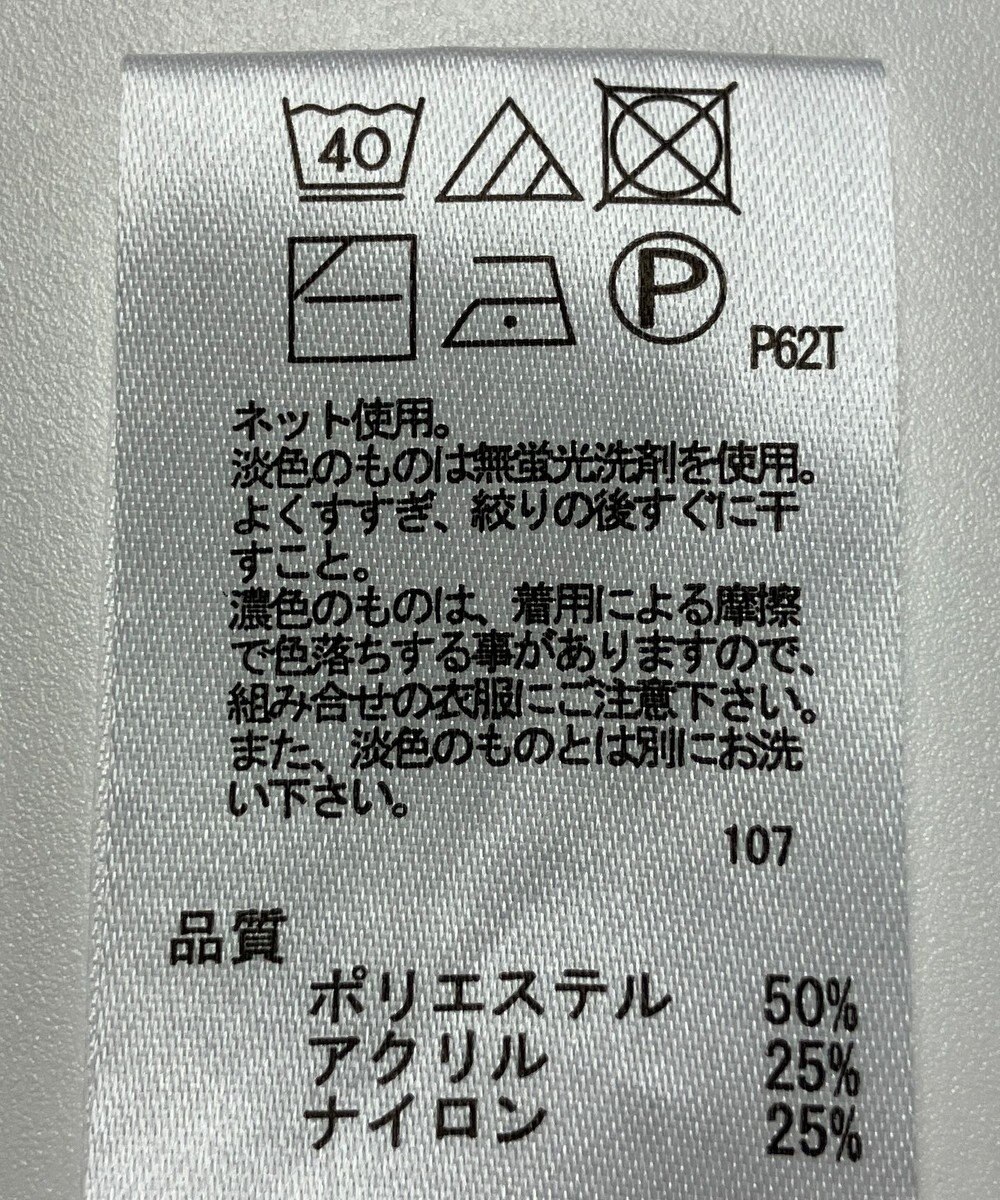 40
P
P62T
ネット使用。
淡色のものは無蛍光洗剤を使用。
よくすすぎ、絞りの後すぐに干
すこと。
濃色のものは、着用による摩擦
で色落ちする事がありますので、
組み合せの衣服にご注意下さい。
また、淡色のものとは別にお洗
い下さい。
107
品質
ポリエステル 50%
アクリル 25%
ナイロン 25%